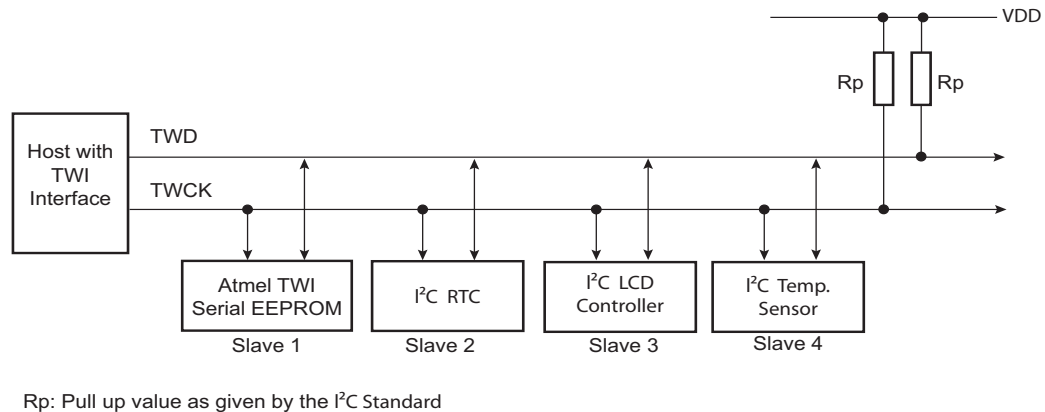 VDD
Rp
Rp
Host with
TWI
Interface
TWD
TWCK
Atmel TWI
Serial EEPROM
I²C RTC
I²C LCD
Controller
I²C Temp.
Sensor
Slave 1
Slave 2
Slave 3
Slave 4
Rp: Pull up value as given by the I²C Standard